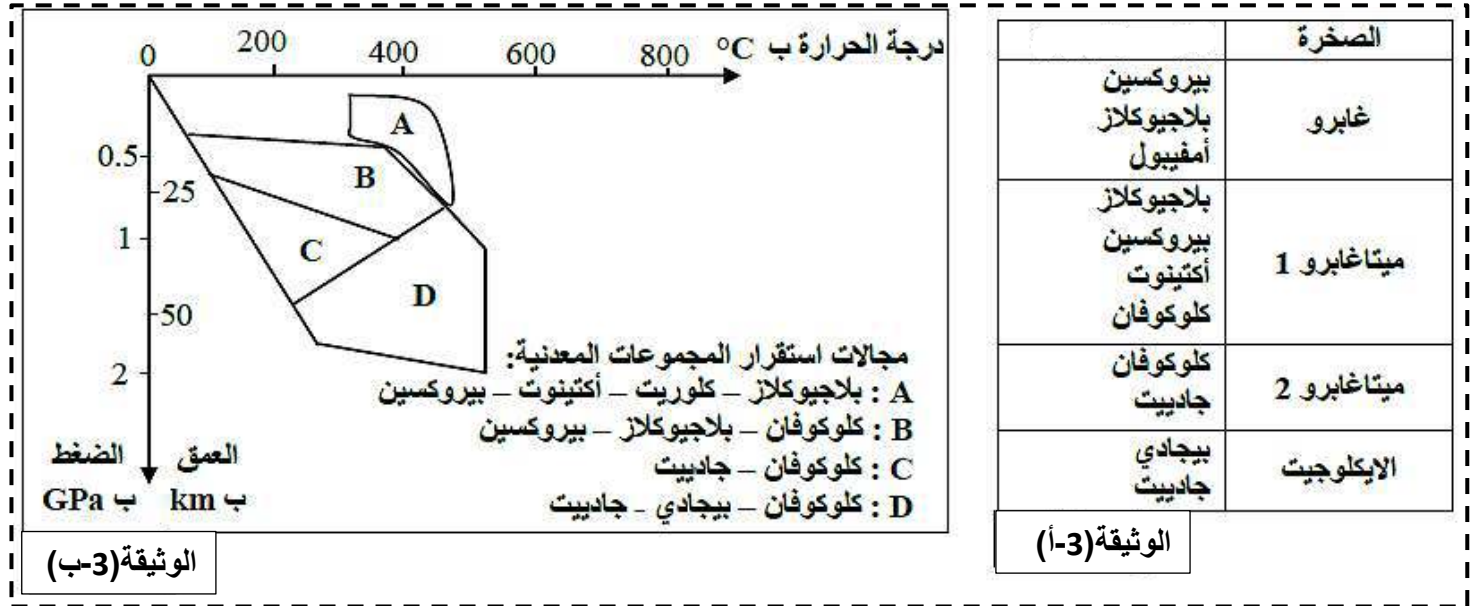 الصخرة
غابرو
بيروكسين
بلاجيوكلاز
أمفيبول
ميتاغابرو 1
بلاجيوكلاز
بيروكسين
أكتينوت
كلوكوفان
ميتاغابرو 2
كلوكوفان
جادييت
الايكلوجيت
بيجادي
جادييت
الوثيقة(3-أ)
درجة الحرارة ب °C
0 200 400 600 800
A
0.5
B
25
1
C
D
50
2
الضغط
ب GPa
العمق
ب km
مجالات استقرار المجموعات المعدنية:
A : بلاجيوكلاز – كلوريت – أكتينوت – بيروكسين
B : كلوكوفان – بلاجيوكلاز – بيروكسين
C : كلوكوفان – جادييت
D : كلوكوفان – بيجادي - جادييت
الوثيقة(3-ب)